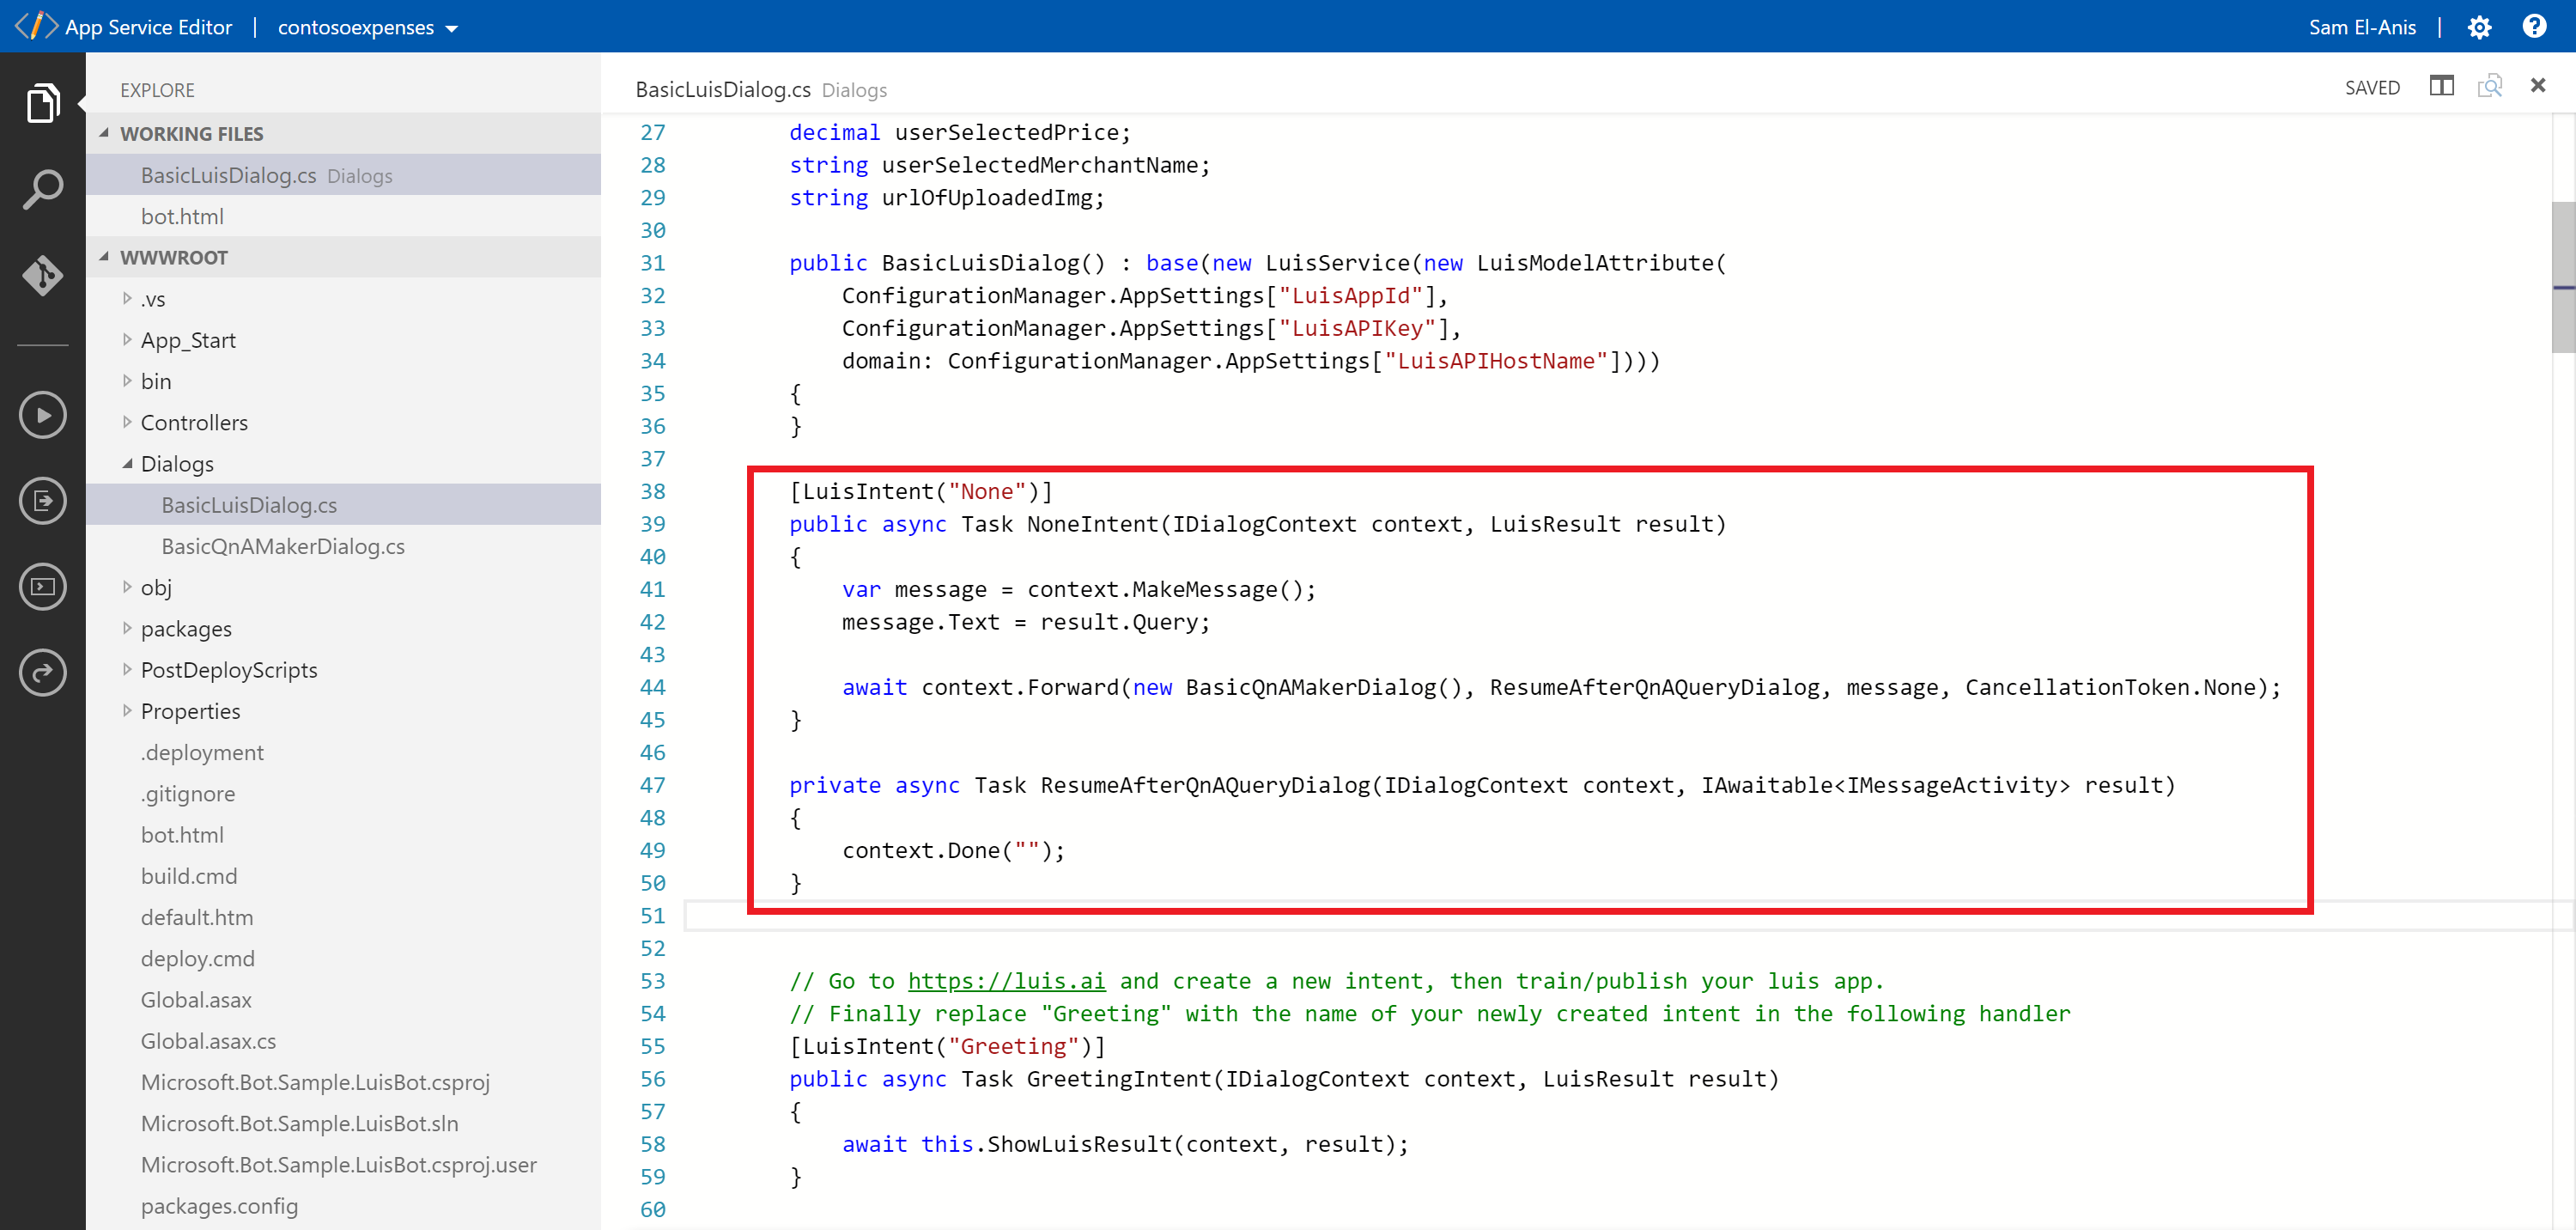 App Service Editor | contosoexpenses
Sam El-Anis |
EXPLORE
WORKING FILES
BasicLuisDialog.cs Dialogs
bot.html
WWWROOT
.vs
App_Start
bin
Controllers
Dialogs
BasicLuisDialog.cs
BasicQnAMakerDialog.cs
obj
packages
PostDeployScripts
Properties
.deployment
.gitignore
bot.html
build.cmd
default.htm
deploy.cmd
Global.asax
Global.asax.cs
Microsoft.Bot.Sample.LuisBot.csproj
Microsoft.Bot.Sample.LuisBot.sln
Microsoft.Bot.Sample.LuisBot.csproj.user
packages.config
BasicLuisDialog.cs Dialogs
SAVED
27 decimal userSelectedPrice;
28 string userSelectedMerchantName;
29 string urlOfUploadedImg;
30
31 public BasicLuisDialog() : base(new LuisService(new LuisModelAttribute(
32 ConfigurationManager.AppSettings["LuisAppId"],
33 ConfigurationManager.AppSettings["LuisAPIKey"],
34 domain: ConfigurationManager.AppSettings["LuisAPIHostName"])))
35 {
36 }
37
38 [LuisIntent("None")]
39 public async Task NoneIntent(IDialogContext context, LuisResult result)
40 {
41 var message = context.MakeMessage();
42 message.Text = result.Query;
43
44 await context.Forward(new BasicQnAMakerDialog(), ResumeAfterQnAQueryDialog, message, CancellationToken.None);
45 }
46
47 private async Task ResumeAfterQnAQueryDialog(IDialogContext context, IAwaitable<IMessageActivity> result)
48 {
49 context.Done("");
50 }
51
52
53 // Go to https://luis.ai and create a new intent, then train/publish your luis app.
54 // Finally replace "Greeting" with the name of your newly created intent in the following handler
55 [LuisIntent("Greeting")]
56 public async Task GreetingIntent(IDialogContext context, LuisResult result)
57 {
58 await this.ShowLuisResult(context, result);
59 }
60